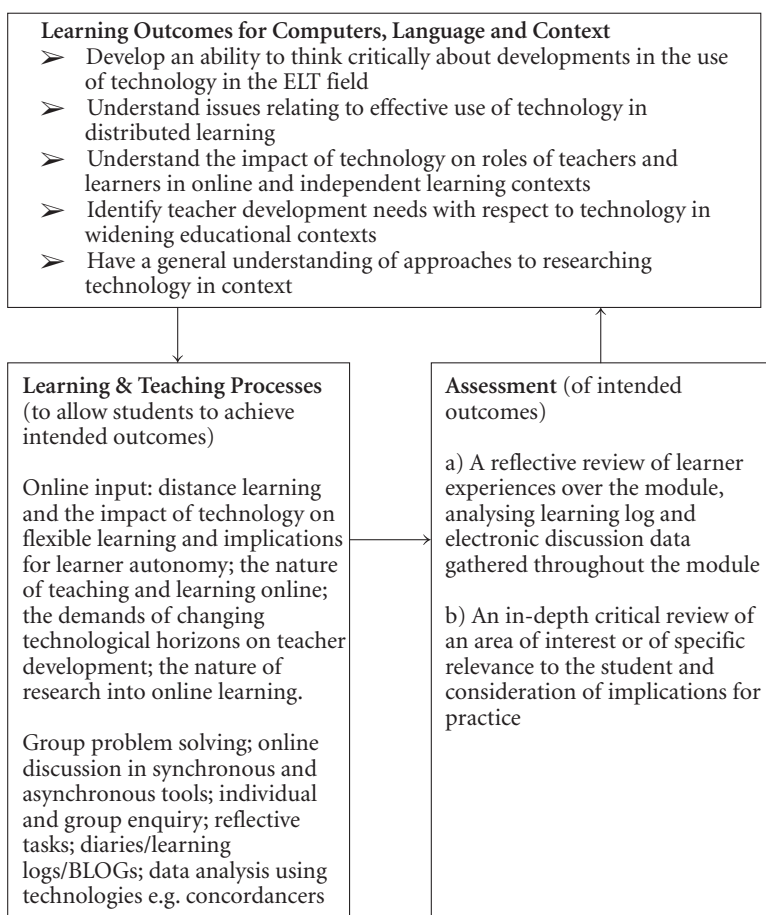 Learning Outcomes for Computers, Language and Context
➢ Develop an ability to think critically about developments in the use
of technology in the ELT field
➢ Understand issues relating to effective use of technology in
distributed learning
➢ Understand the impact of technology on roles of teachers and
learners in online and independent learning contexts
➢ Identify teacher development needs with respect to technology in
widening educational contexts
➢ Have a general understanding of approaches to researching
technology in context
Learning & Teaching Processes
(to allow students to achieve
intended outcomes)
Online input: distance learning
and the impact of technology on
flexible learning and implications
for learner autonomy; the nature
of teaching and learning online;
the demands of changing
technological horizons on teacher
development; the nature of
research into online learning.
Group problem solving; online
discussion in synchronous and
asynchronous tools; individual
and group enquiry; reflective
tasks; diaries/learning
logs/BLOGs; data analysis using
technologies e.g. concordancers
Assessment (of intended
outcomes)
a) A reflective review of learner
experiences over the module,
analysing learning log and
electronic discussion data
gathered throughout the module
b) An in-depth critical review of
an area of interest or of specific
relevance to the student and
consideration of implications for
practice